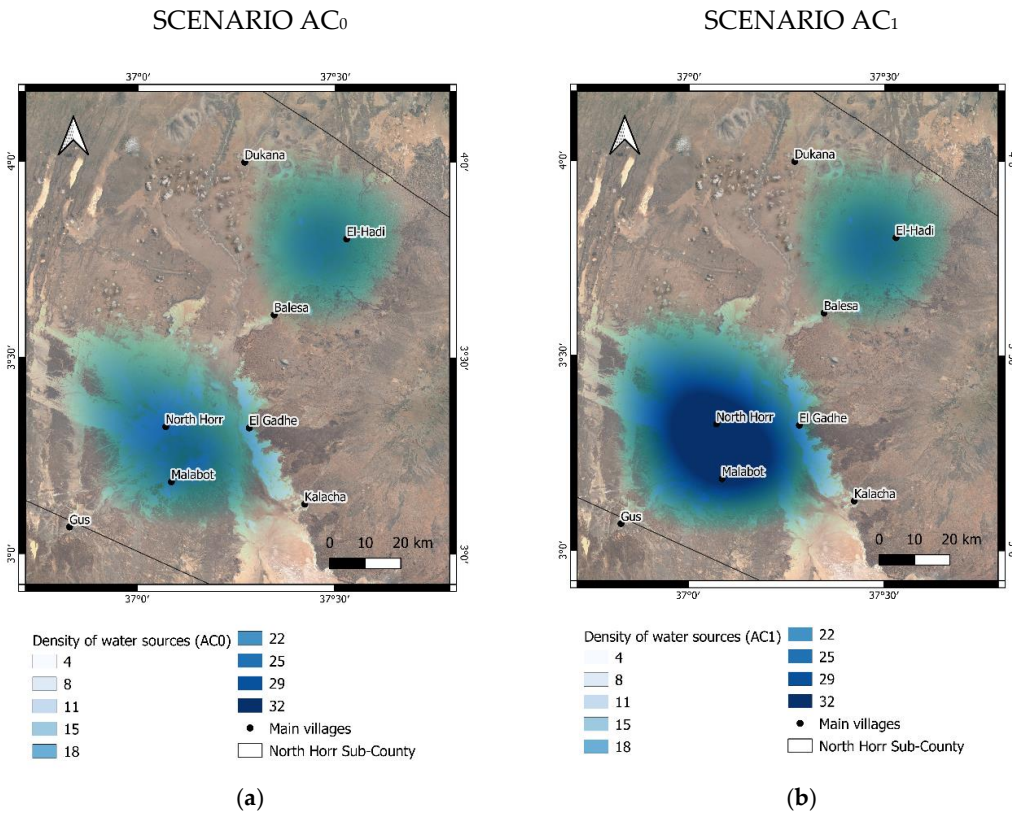 SCENARIO AC0
SCENARIO AC1
37°0'
37°30'
4°0'
4°0'
3°30'
3°30'
3°0'
3°0'
Dukana
El-Hadi
Balesa
North Horr
El Gadhe
Malabot
Kalacha
Gus
0 10 20 km
37°0'
37°30'
Density of water sources (AC0)
4
8
11
15
18
22
25
29
32
Main villages
North Horr Sub-County
(a)
37°0'
37°30'
4°0'
3°30'
3°0'
Dukana
El-Hadi
Balesa
North Horr
El Gadhe
Malabot
Kalacha
Gus
0 10 20 km
37°0'
37°30'
Density of water sources (AC1)
4
8
11
15
18
22
25
29
32
Main villages
North Horr Sub-County
(b)